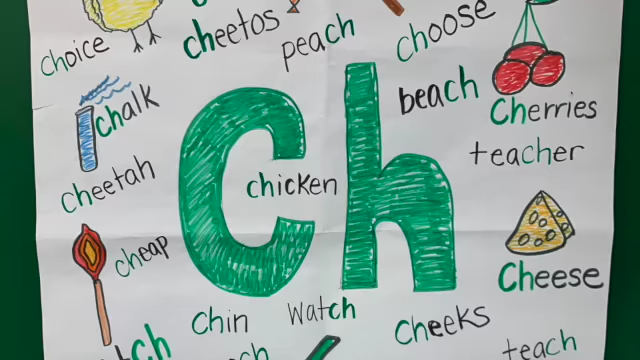 choice
cheetos
peach
choose
chalk
beach
Cherries
teacher
cheetah
Ch
chicken
cheap
Cheese
chin
watch
cheeks
teach